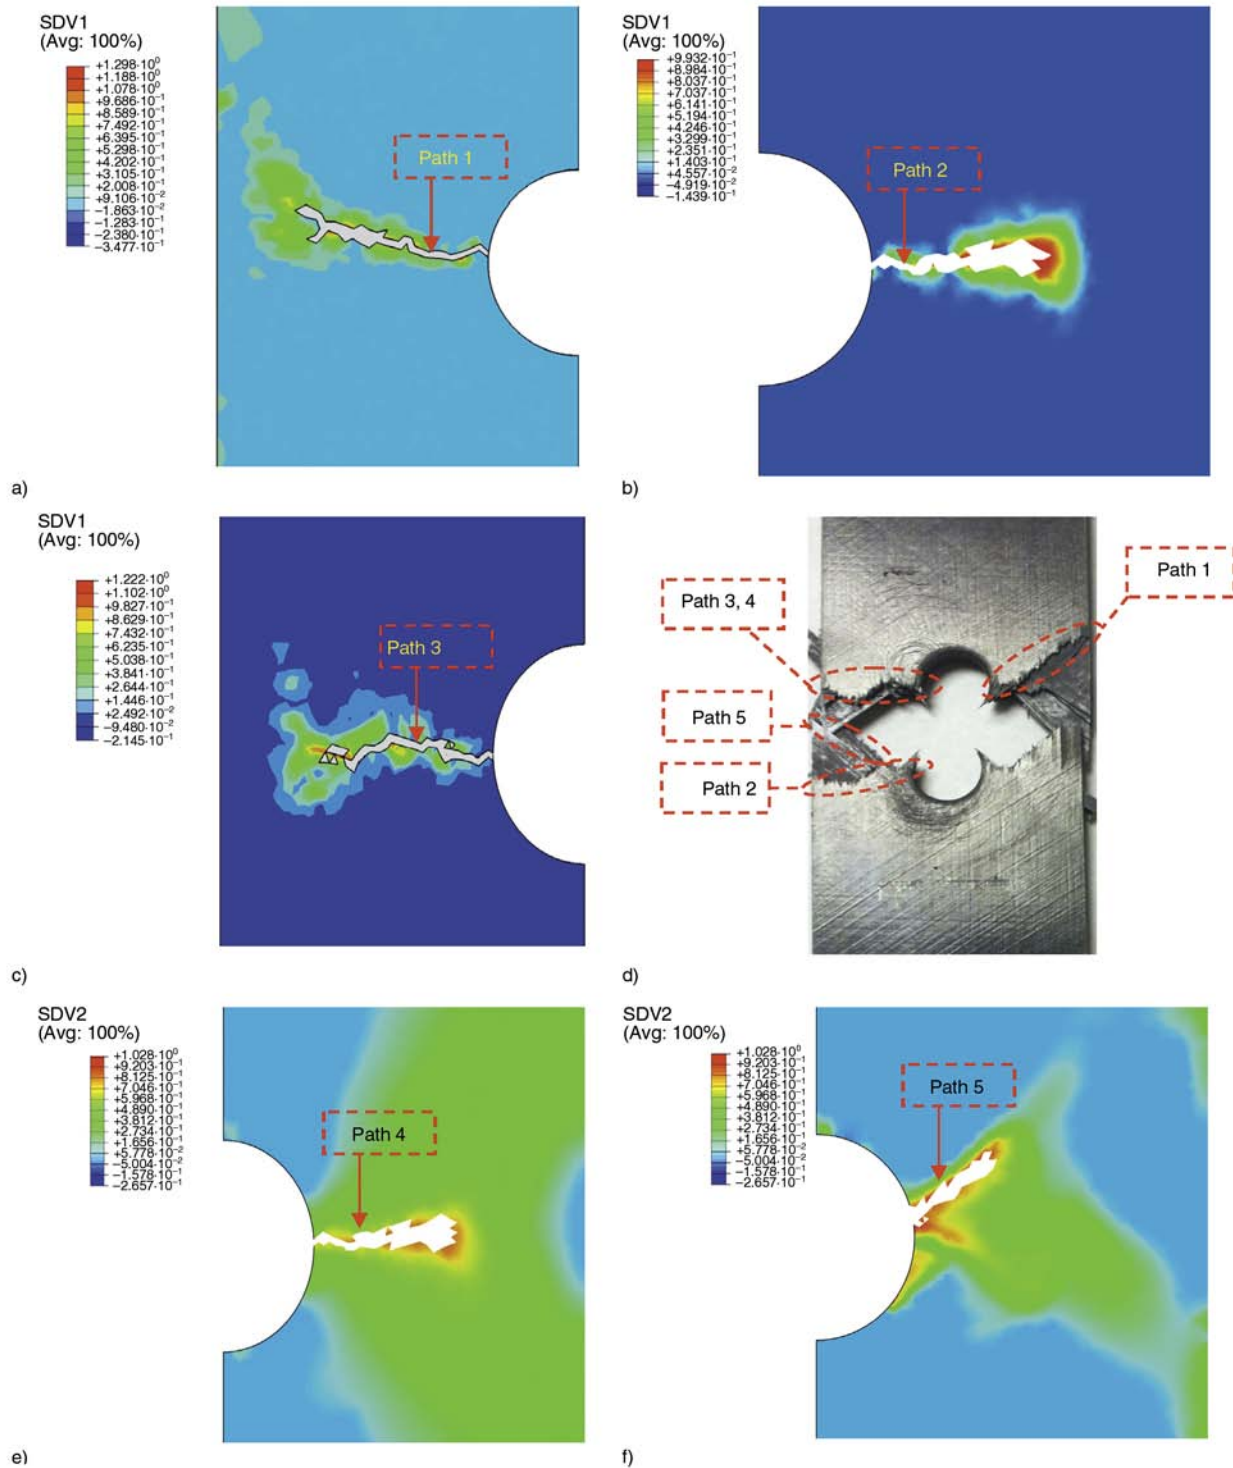 SDV1
(Avg: 100%)
+1.298·10⁰
+1.188·10⁰
+1.078·10⁰
+9.686·10⁻¹
+8.589·10⁻¹
+7.492·10⁻¹
+6.395·10⁻¹
+5.298·10⁻¹
+4.202·10⁻¹
+3.105·10⁻¹
+2.008·10⁻¹
+9.106·10⁻²
−1.863·10⁻²
−1.283·10⁻¹
−2.380·10⁻¹
−3.477·10⁻¹
Path 1
a)
SDV1
(Avg: 100%)
+9.932·10⁻¹
+8.984·10⁻¹
+8.037·10⁻¹
+7.037·10⁻¹
+6.141·10⁻¹
+5.194·10⁻¹
+4.246·10⁻¹
+3.299·10⁻¹
+2.351·10⁻¹
+1.403·10⁻¹
+4.557·10⁻²
−4.919·10⁻²
−1.439·10⁻¹
Path 2
b)
SDV1
(Avg: 100%)
+1.222·10⁰
+1.102·10⁰
+9.827·10⁻¹
+8.629·10⁻¹
+7.432·10⁻¹
+6.235·10⁻¹
+5.038·10⁻¹
+3.841·10⁻¹
+2.644·10⁻¹
+1.446·10⁻¹
+2.492·10⁻²
−9.480·10⁻²
−2.145·10⁻¹
Path 3
c)
Path 3, 4
Path 1
Path 5
Path 2
d)
SDV2
(Avg: 100%)
+1.028·10⁰
+9.203·10⁻¹
+8.125·10⁻¹
+7.046·10⁻¹
+5.968·10⁻¹
+4.890·10⁻¹
+3.812·10⁻¹
+2.734·10⁻¹
+1.656·10⁻¹
+5.778·10⁻²
−5.004·10⁻²
−1.578·10⁻¹
−2.657·10⁻¹
Path 4
e)
SDV2
(Avg: 100%)
+1.028·10⁰
+9.203·10⁻¹
+8.125·10⁻¹
+7.046·10⁻¹
+5.968·10⁻¹
+4.890·10⁻¹
+3.812·10⁻¹
+2.734·10⁻¹
+1.656·10⁻¹
+5.778·10⁻²
−5.004·10⁻²
−1.578·10⁻¹
−2.657·10⁻¹
Path 5
f)